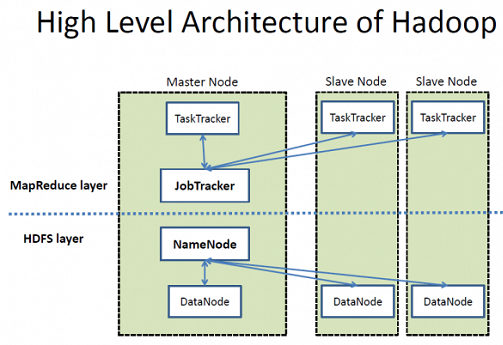 High Level Architecture of Hadoop
Master Node
Slave Node
Slave Node
TaskTracker
TaskTracker
TaskTracker
MapReduce layer
JobTracker
HDFS layer
NameNode
DataNode
DataNode
DataNode